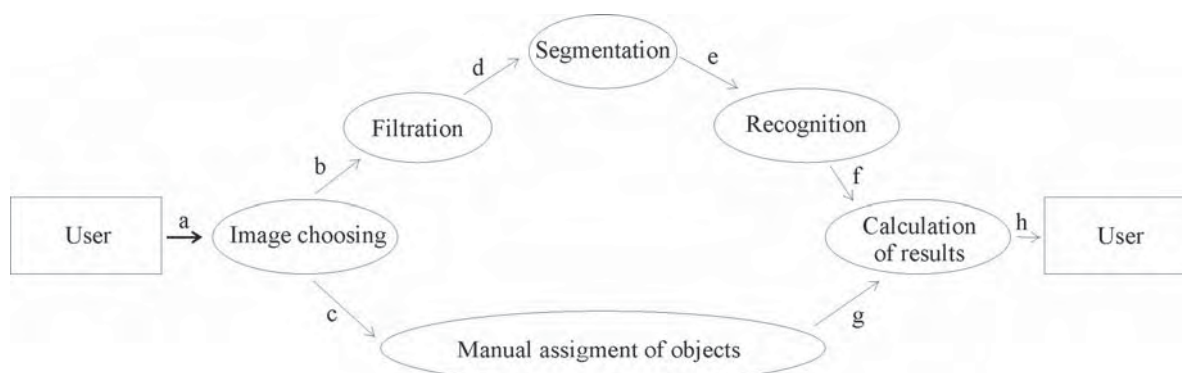 Segmentation
d
e
Filtration
Recognition
b
f
User
a
Image choosing
Calculation
of results
h
User
c
g
Manual assigment of objects